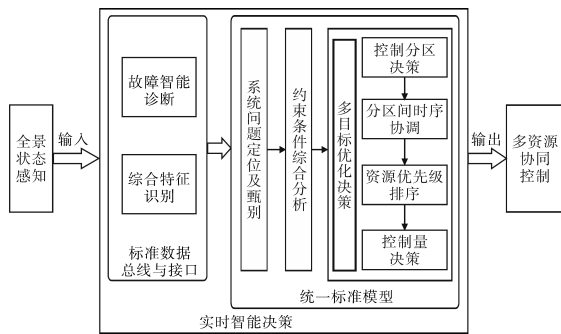 全景
状态
感知
输入
故障智能
诊断
综合特征
识别
标准数据
总线与接口
系统问题定位及甄别
约束条件综合分析
多目标优化决策
控制分区
决策
分区间时序
协调
资源优先级
排序
控制量
决策
统一标准模型
实时智能决策
输出
多资源
协同
控制